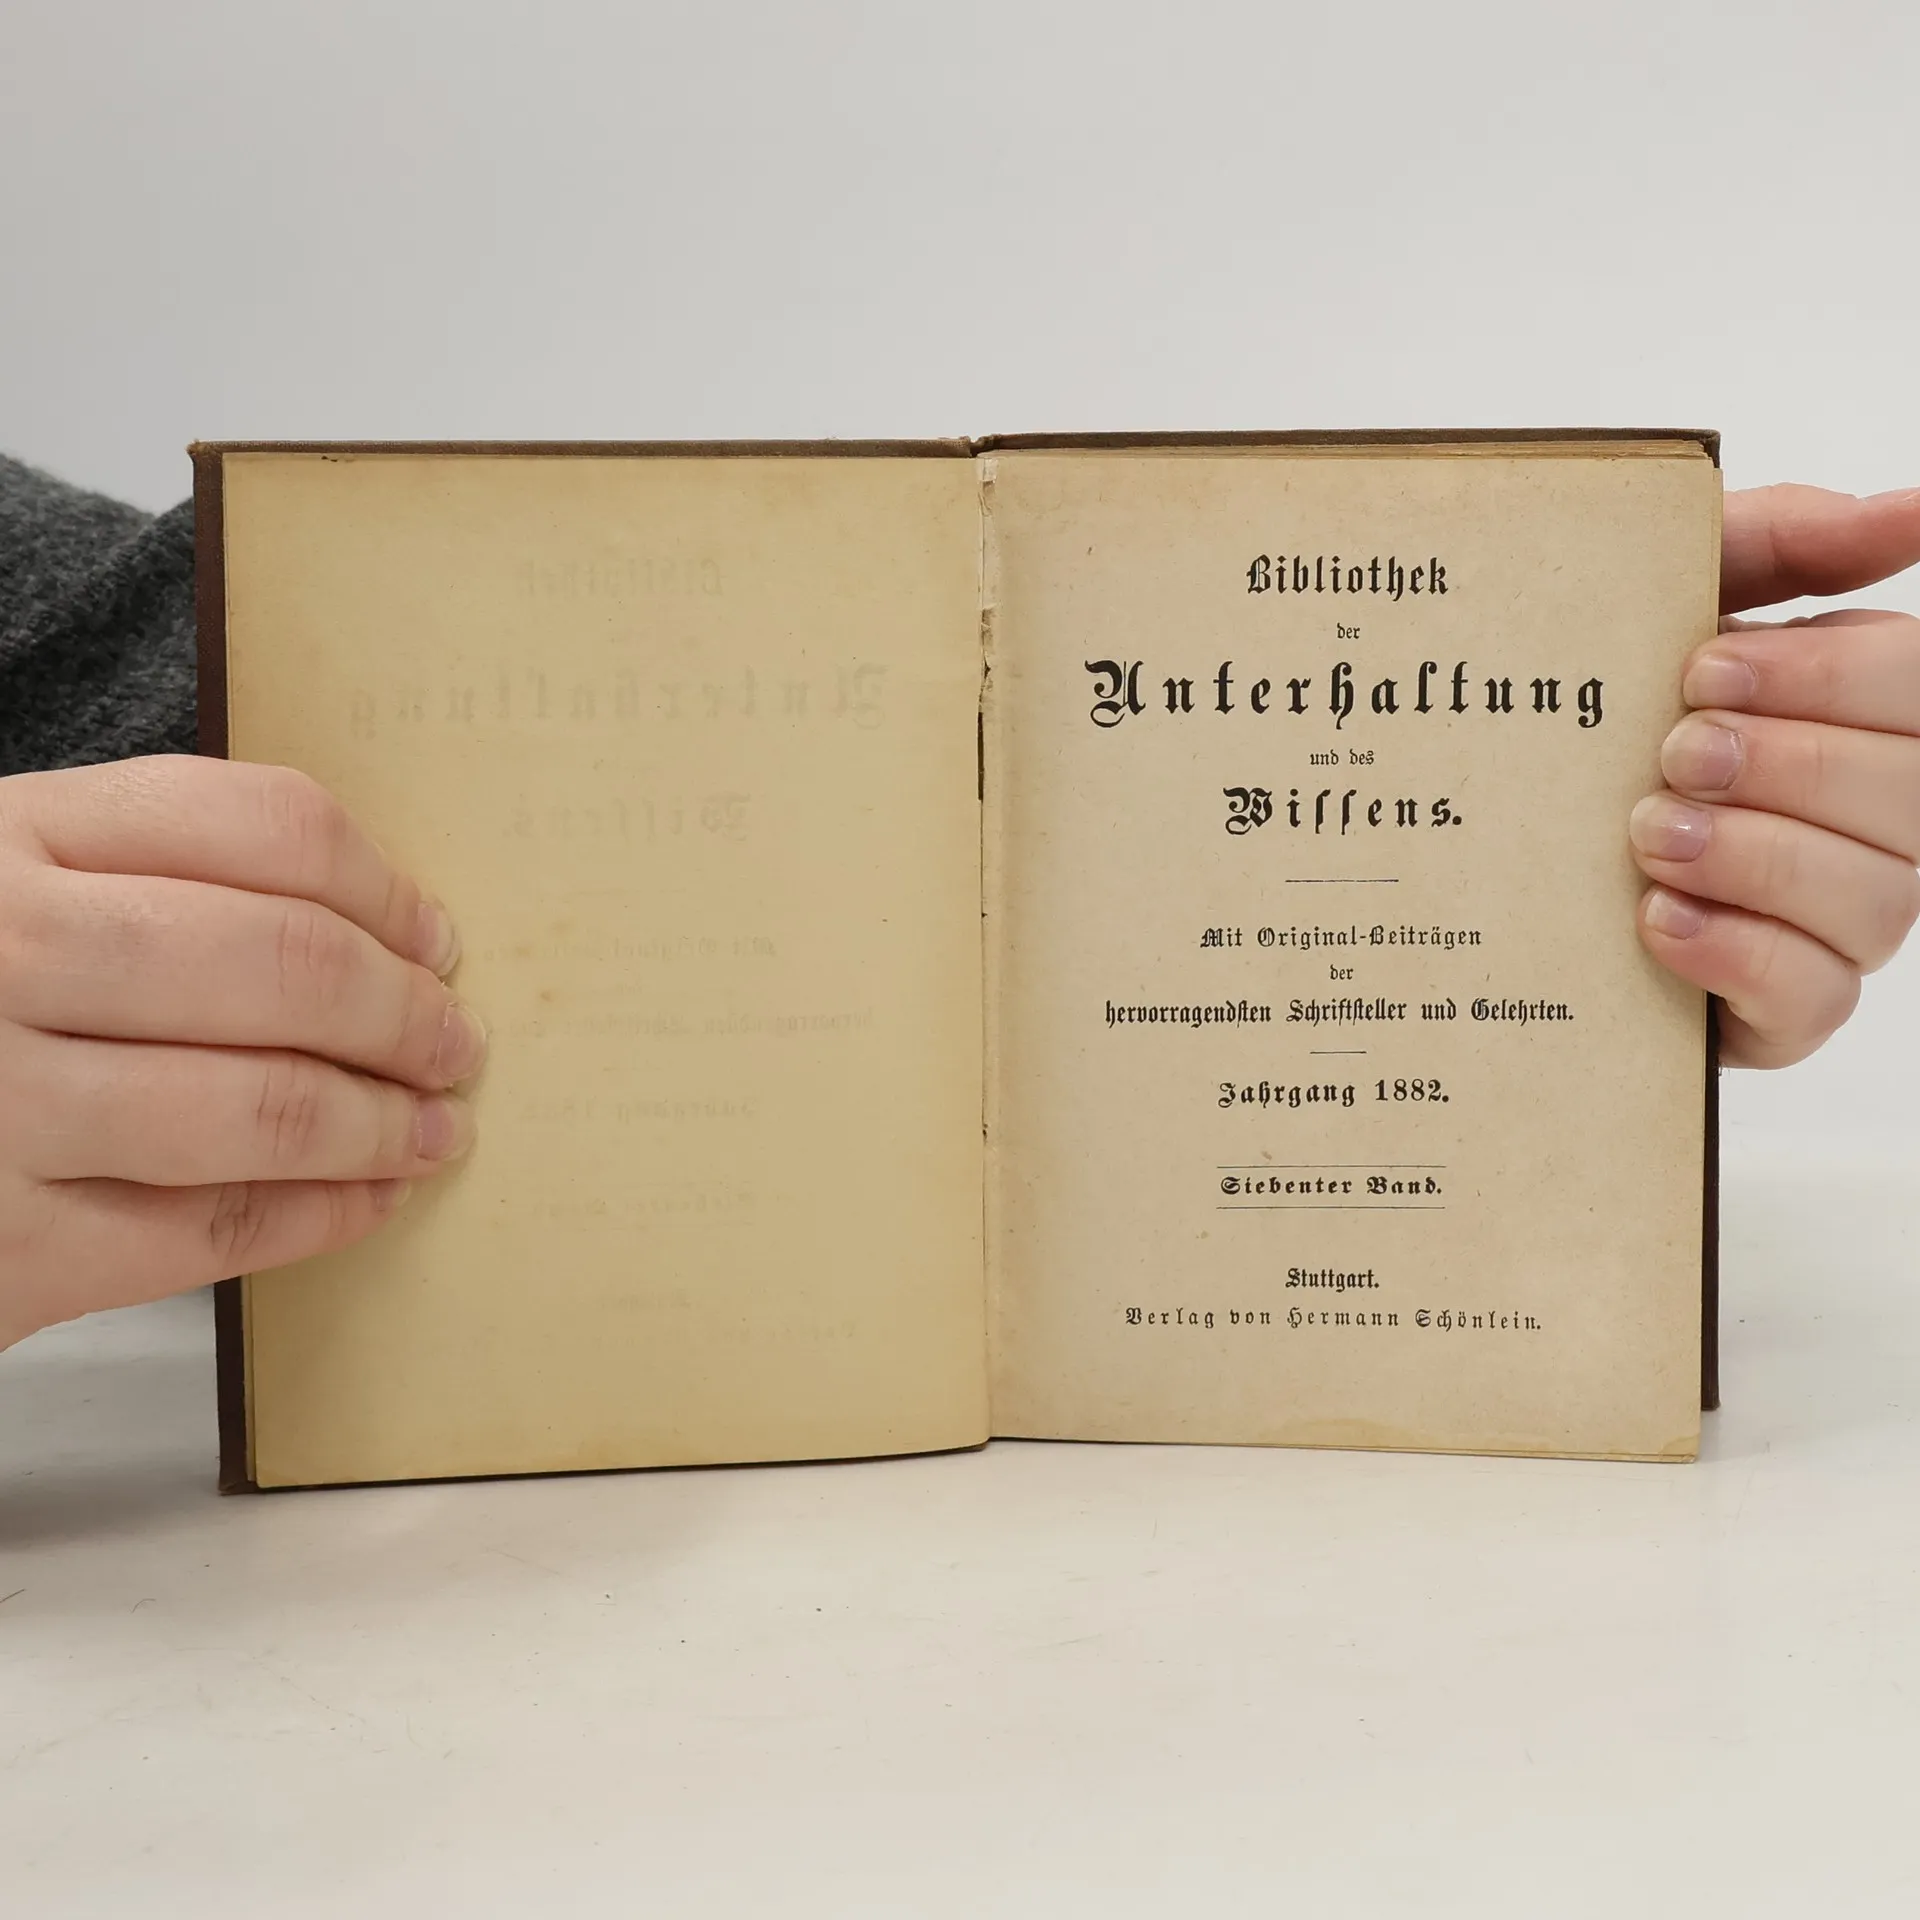 Bibliothek
der
Unterhaltung
und des
Wissens.
Mit Original-Beiträgen
der
hervorragendsten Schriftsteller und Gelehrten.
Jahrgang 1882.
Siebenter Band.
Stuttgart.
Verlag von Hermann Schönlein.